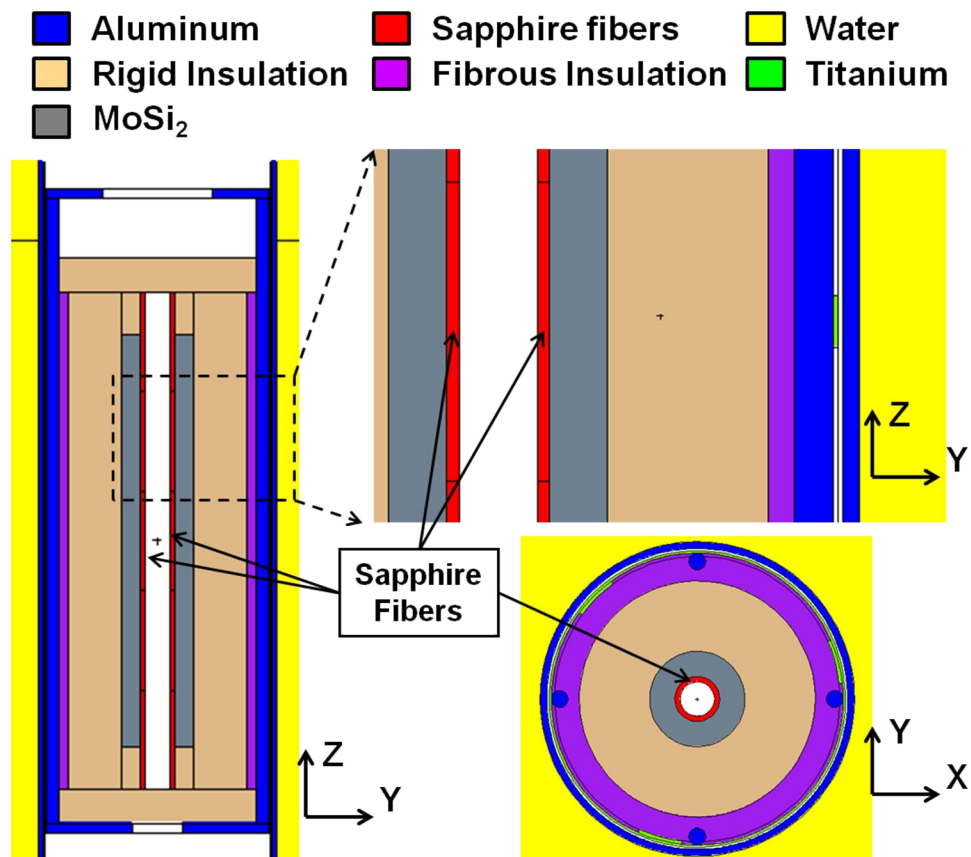 Aluminum
Sapphire fibers
Water
Rigid Insulation
Fibrous Insulation
Titanium
MoSi₂
Z
Y
Sapphire
Fibers
Z
Y
Y
X